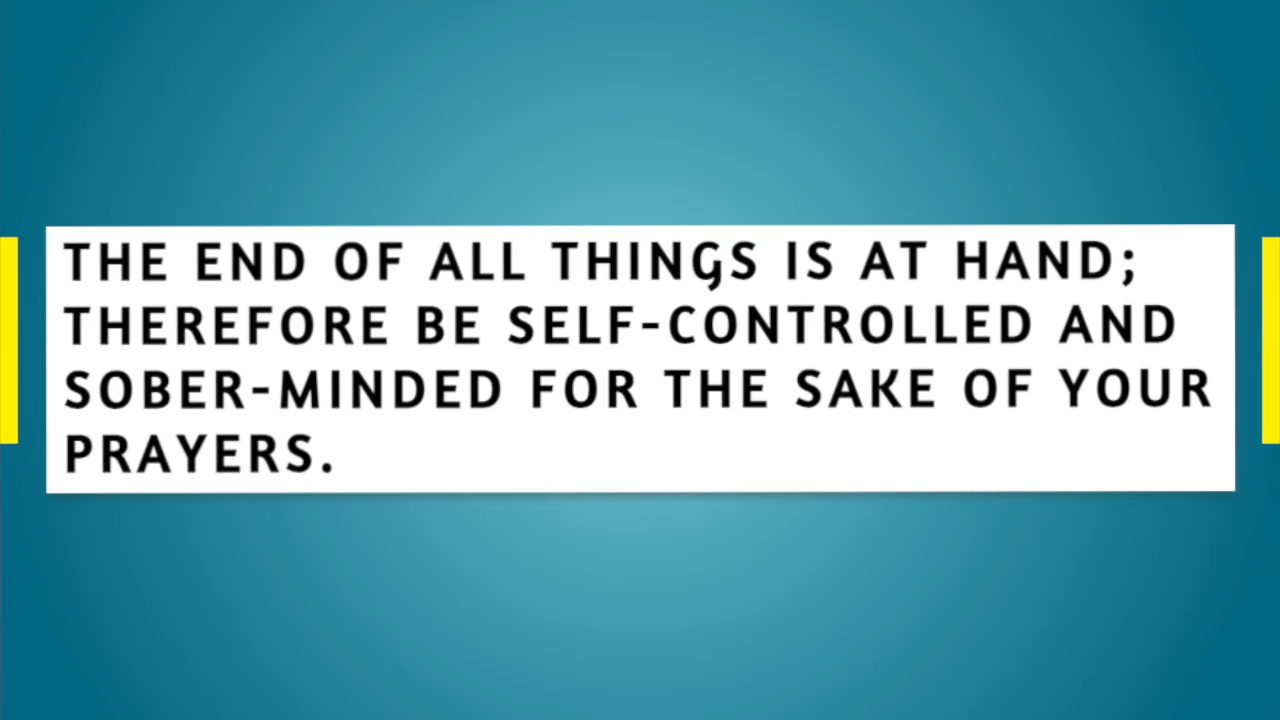 THE END OF ALL THINGS IS AT HAND;
THEREFORE BE SELF-CONTROLLED AND
SOBER-MINDED FOR THE SAKE OF YOUR
PRAYERS.